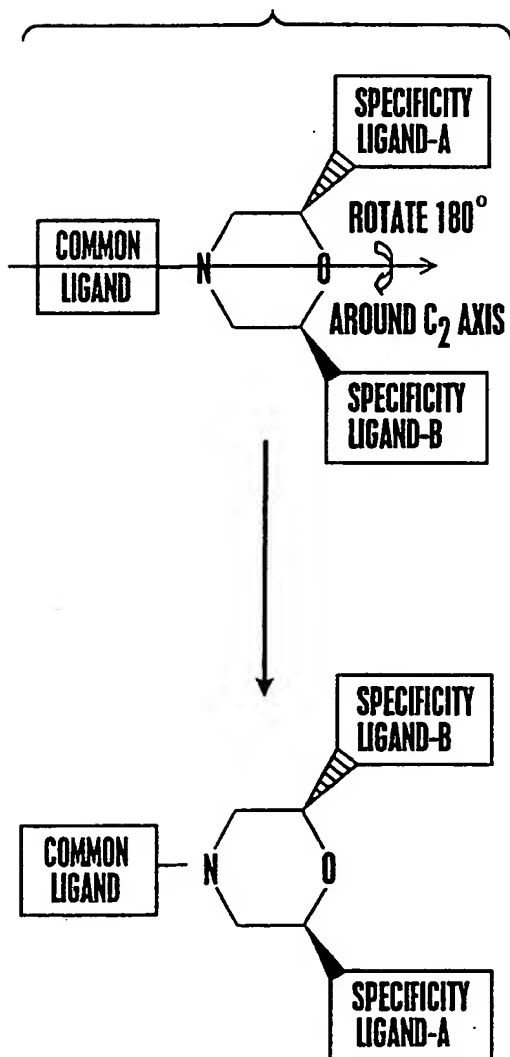 SPECIFICITY
LIGAND-A
ROTATE 180°
COMMON
LIGAND
N
O
AROUND C₂ AXIS
SPECIFICITY
LIGAND-B
SPECIFICITY
LIGAND-B
COMMON
LIGAND
N
O
SPECIFICITY
LIGAND-A